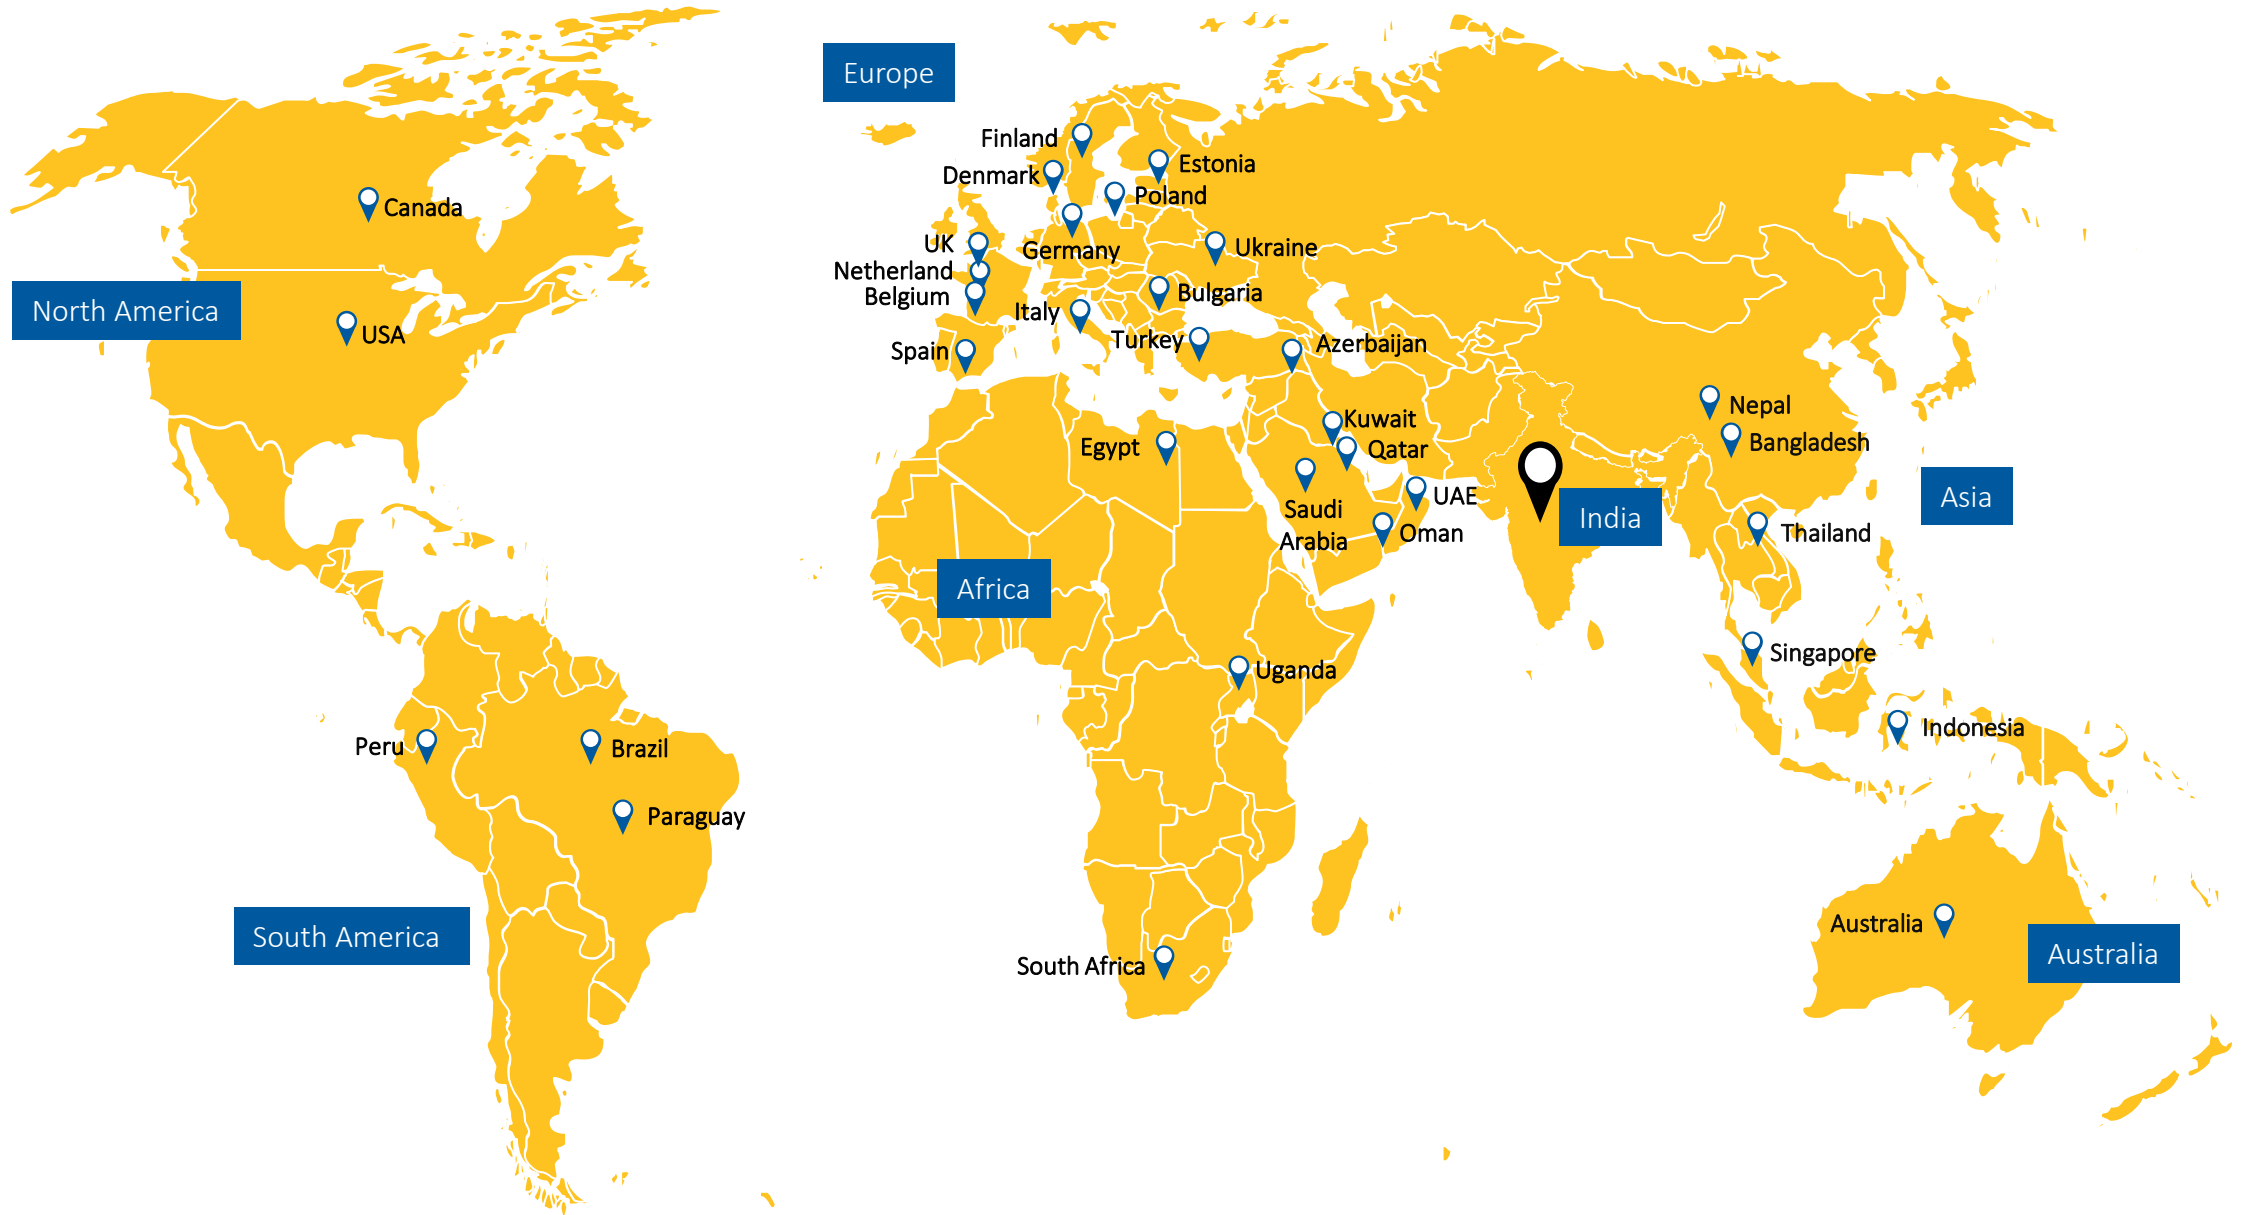 Europe
Finland
Estonia
Denmark
Poland
Canada
UK
Germany
Ukraine
Netherland
Belgium
Bulgaria
North America
Italy
USA
Turkey
Azerbaijan
Spain
Nepal
Kuwait
Bangladesh
Egypt
Qatar
UAE
Asia
Saudi
Arabia
India
Oman
Thailand
Africa
Singapore
Uganda
Indonesia
Peru
Brazil
Paraguay
Australia
South America
Australia
South Africa